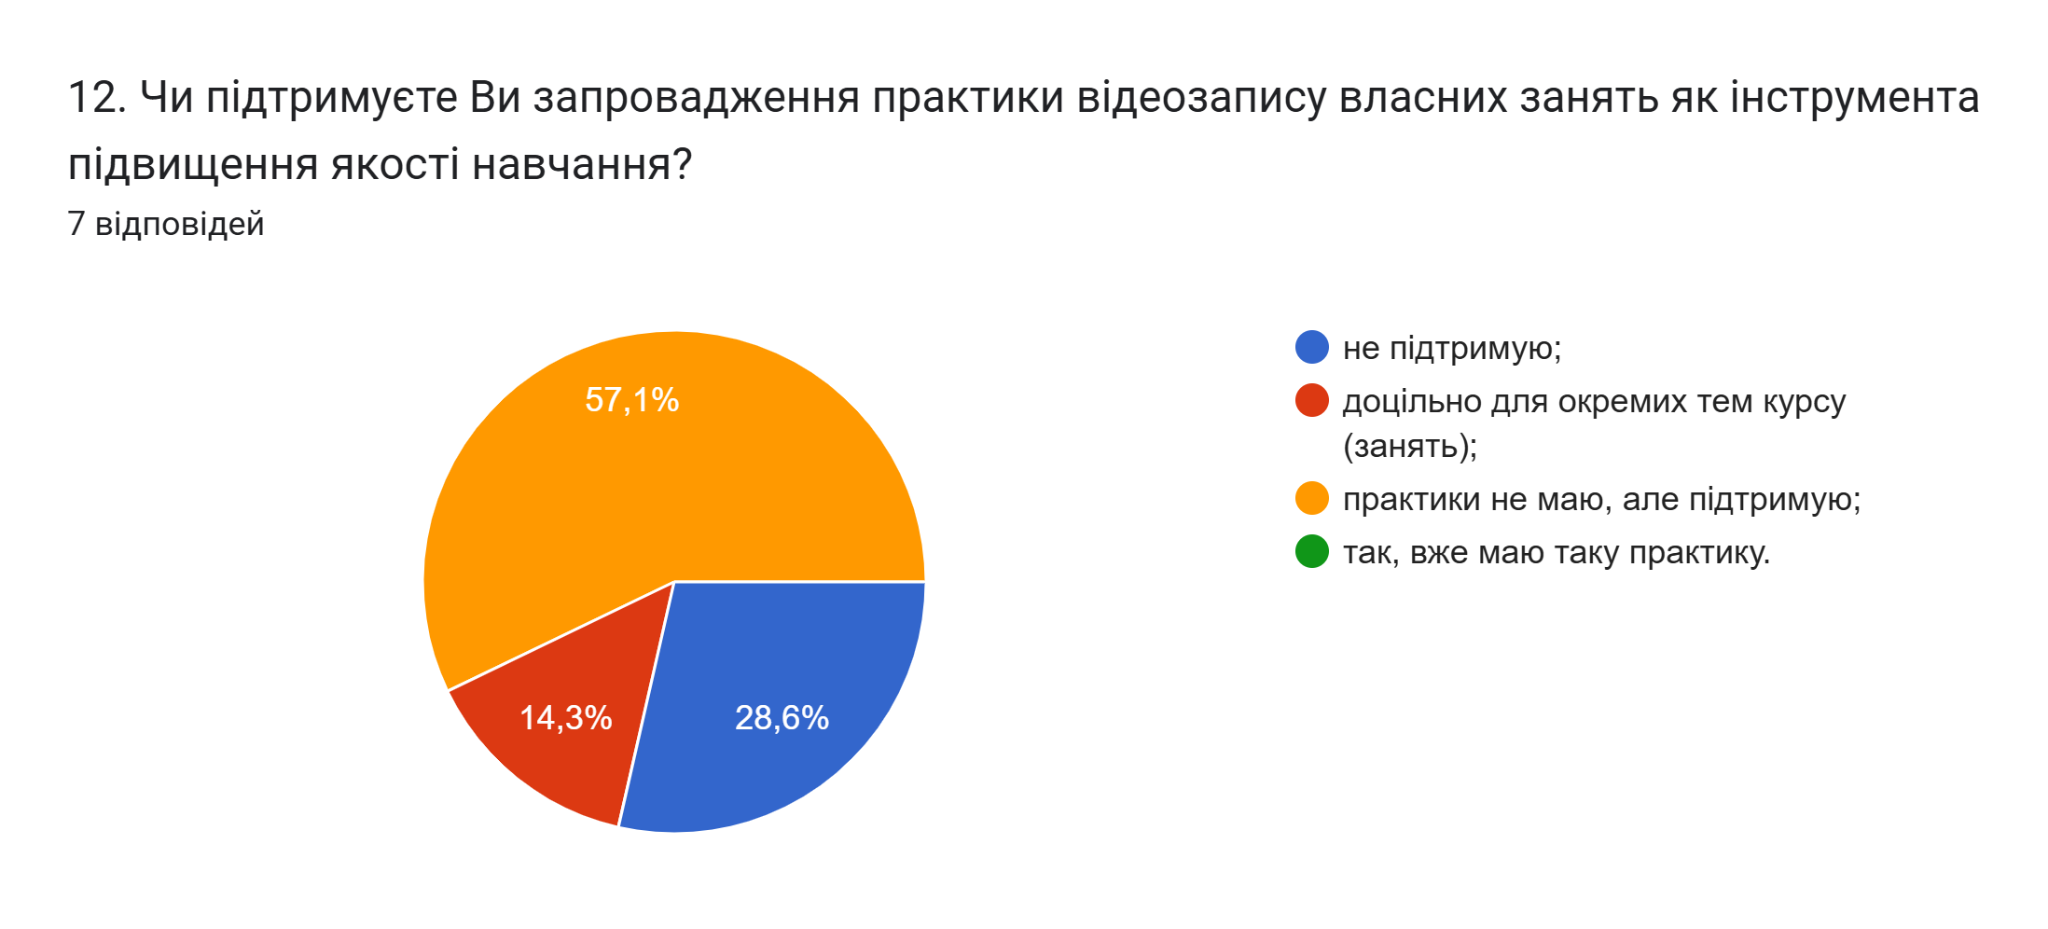 12. Чи підтримуєте Ви запровадження практики відеозапису власних занять як інструмента
підвищення якості навчання?
7 відповідей
57,1%
14,3%
28,6%
не підтримую;
доцільно для окремих тем курсу
(занять);
практики не маю, але підтримую;
так, вже маю таку практику.